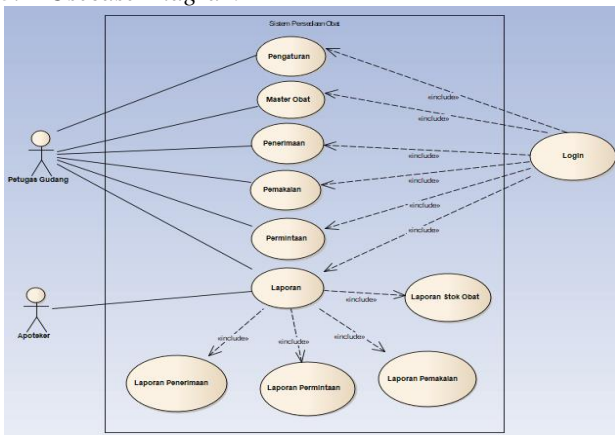 Sistem Persediaan Obat
Pengaturan
Master Obat
Penerimaan
Pemakaian
Permintaan
Laporan
Petugas Gudang
Apoteker
Login
«include»
«include»
«include»
«include»
«include»
«include»
«include»
Laporan Stok Obat
«include»
«include»
«include»
Laporan Penerimaan
Laporan Permintaan
Laporan Pemakaian